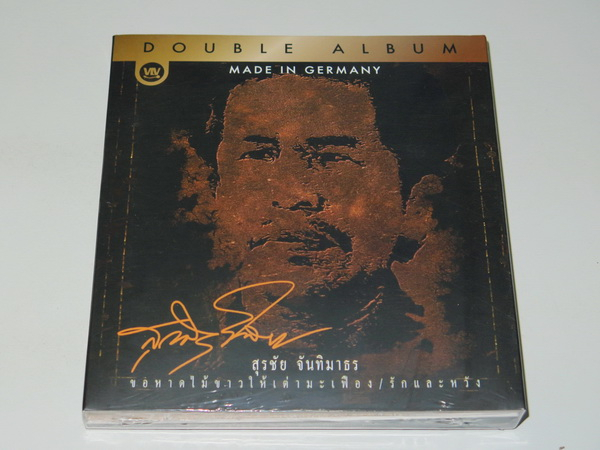 DOUBLE ALBUM
MADE IN GERMANY
สุรชัย จันทิมาธร
ขอหาดไม้ขาวให้เต่ามะเฟือง/รักและหวัง